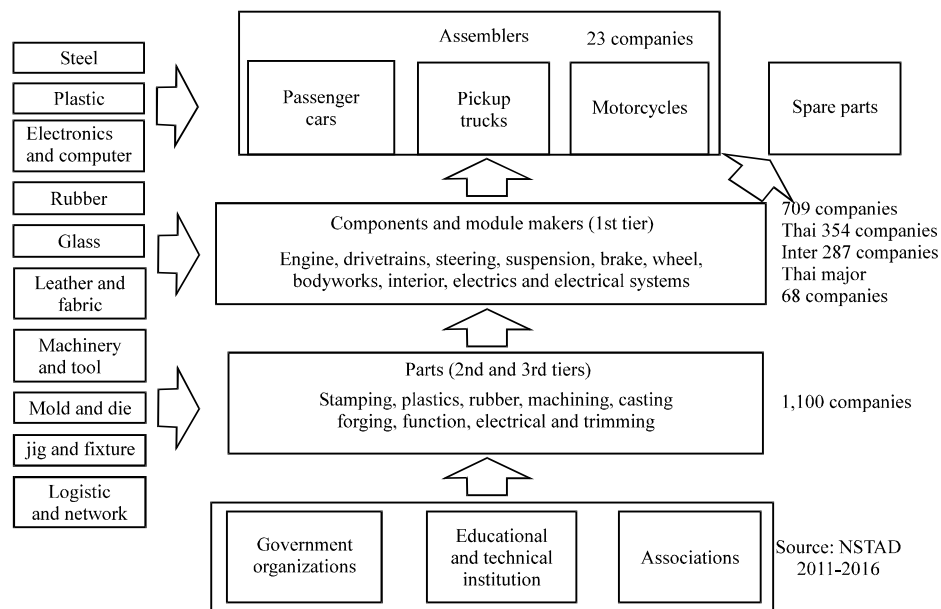 Steel
Plastic
Electronics
and computer
Rubber
Glass
Leather and
fabric
Machinery
and tool
Mold and die
jig and fixture
Logistic
and network
Assemblers
23 companies
Passenger
cars
Pickup
trucks
Motorcycles
Spare parts
Components and module makers (1st tier)
Engine, drivetrains, steering, suspension, brake, wheel,
bodyworks, interior, electrics and electrical systems
709 companies
Thai 354 companies
Inter 287 companies
Thai major
68 companies
Parts (2nd and 3rd tiers)
Stamping, plastics, rubber, machining, casting
forging, function, electrical and trimming
1,100 companies
Government
organizations
Educational
and technical
institution
Associations
Source: NSTAD
2011-2016